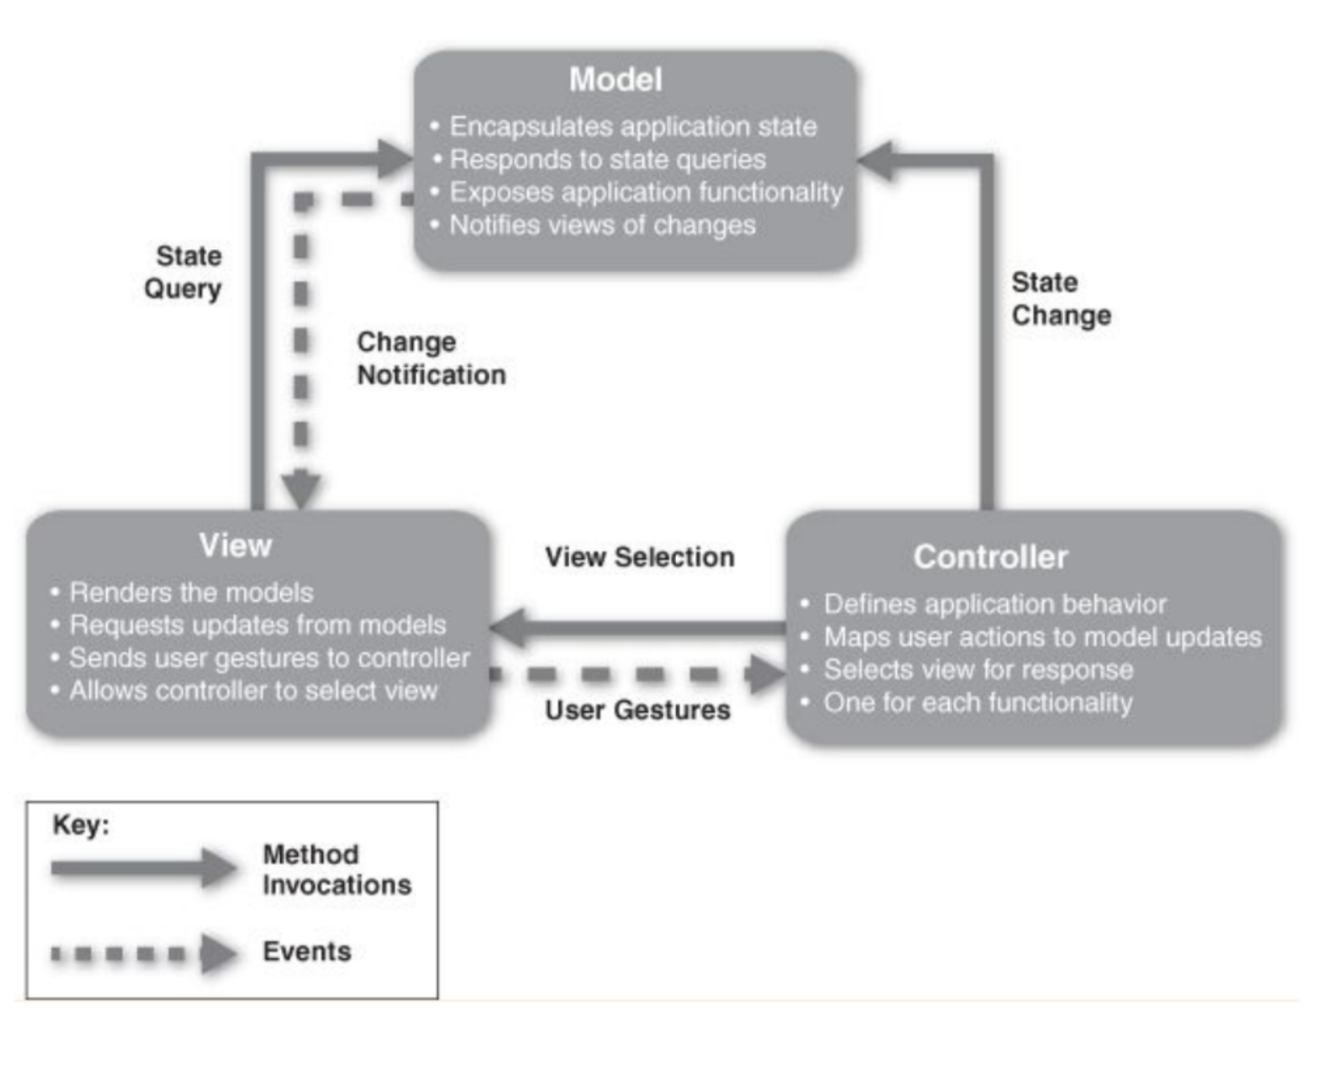 Model
• Encapsulates application state
• Responds to state queries
• Exposes application functionality
• Notifies views of changes
State
Query
Change
Notification
State
Change
View
• Renders the models
• Requests updates from models
• Sends user gestures to controller
• Allows controller to select view
View Selection
User Gestures
Controller
• Defines application behavior
• Maps user actions to model updates
• Selects view for response
• One for each functionality
Key:
Method
Invocations
Events